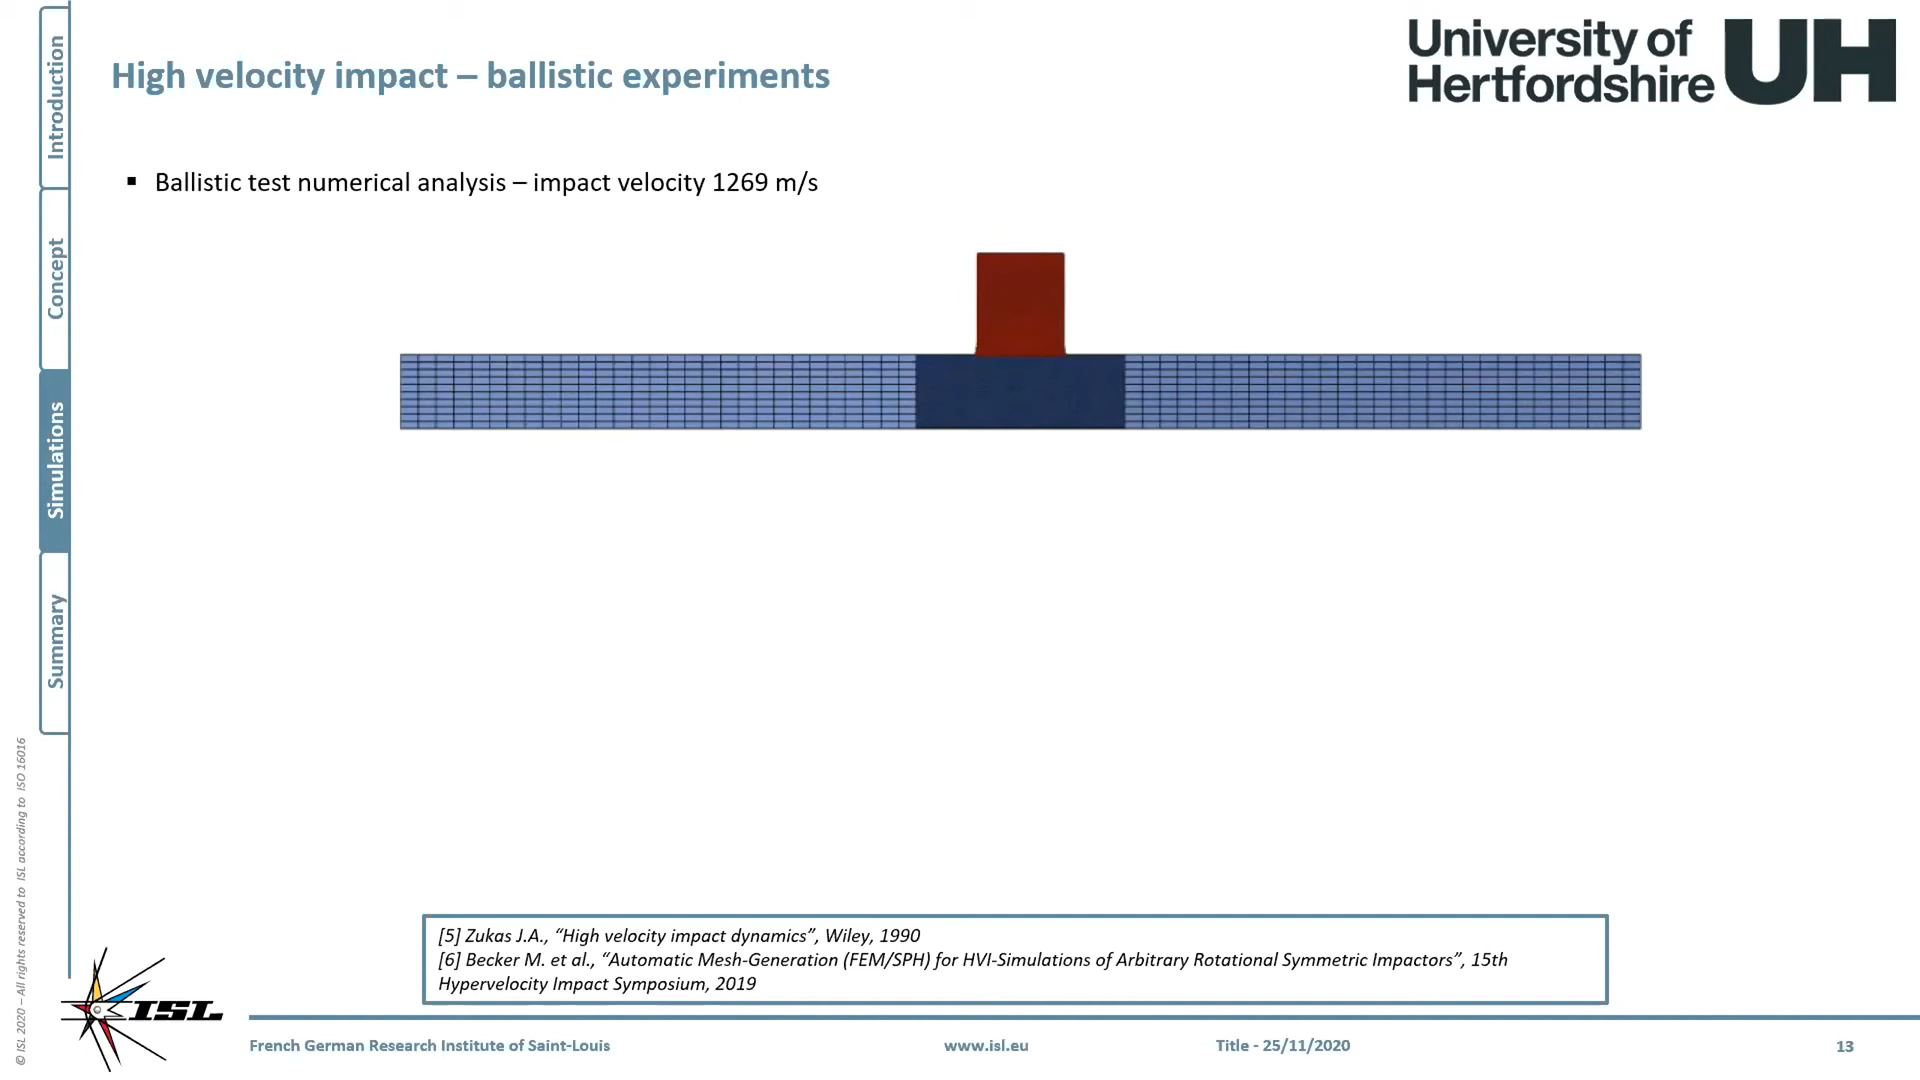 Introduction
Concept
Simulations
Summary
© ISL 2020 – All rights reserved to ISL according to ISO 16016
High velocity impact – ballistic experiments
University of
Hertfordshire
UH
▪ Ballistic test numerical analysis – impact velocity 1269 m/s
[5] Zukas J.A., “High velocity impact dynamics”, Wiley, 1990
[6] Becker M. et al., “Automatic Mesh-Generation (FEM/SPH) for HVI-Simulations of Arbitrary Rotational Symmetric Impactors”, 15th
Hypervelocity Impact Symposium, 2019
ISL
French German Research Institute of Saint-Louis
www.isl.eu
Title - 25/11/2020
13